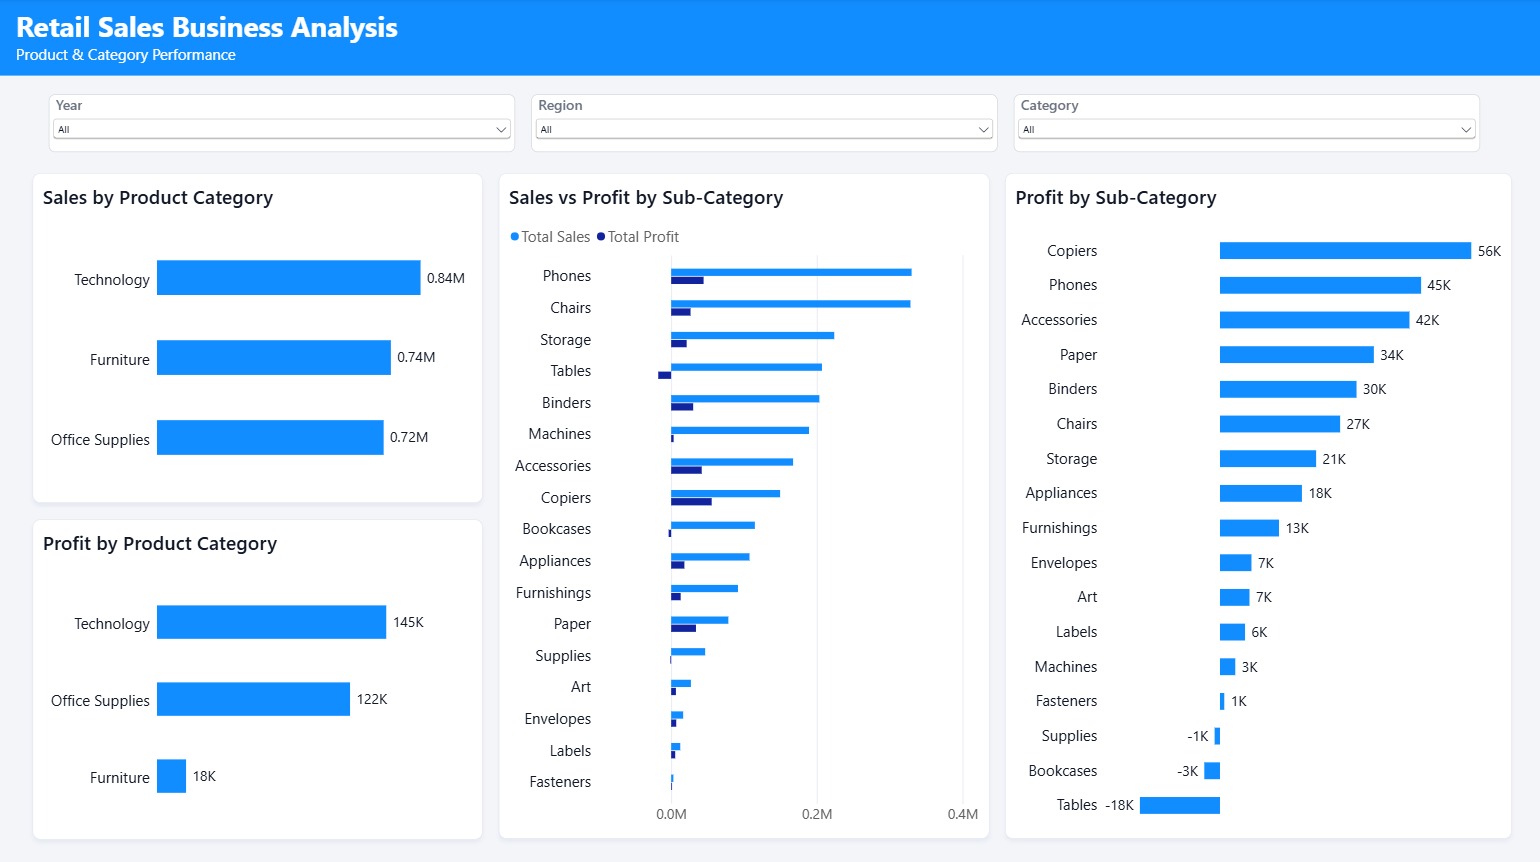 Retail Sales Business Analysis
Product & Category Performance
Year
All
Region
All
Category
All
Sales by Product Category
Technology 0.84M
Furniture 0.74M
Office Supplies 0.72M
Profit by Product Category
Technology 145K
Office Supplies 122K
Furniture 18K
Sales vs Profit by Sub-Category
Total Sales Total Profit
Phones
Chairs
Storage
Tables
Binders
Machines
Accessories
Copiers
Bookcases
Appliances
Furnishings
Paper
Supplies
Art
Envelopes
Labels
Fasteners
0.0M 0.2M 0.4M
Profit by Sub-Category
Copiers 56K
Phones 45K
Accessories 42K
Paper 34K
Binders 30K
Chairs 27K
Storage 21K
Appliances 18K
Furnishings 13K
Envelopes 7K
Art 7K
Labels 6K
Machines 3K
Fasteners 1K
Supplies -1K
Bookcases -3K
Tables -18K